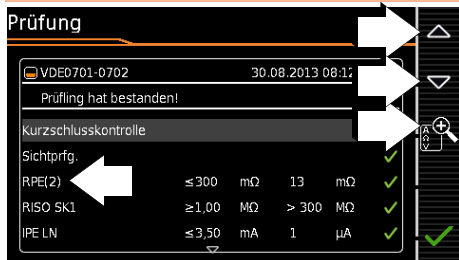 Prüfung
VDE0701-0702 30.08.2013 08:12
Prüfling hat bestanden!
Kurzschlusskontrolle
Sichtprfg.
RPE(2) ≤300 mΩ 13 mΩ
RISO SK1 ≥1,00 MΩ > 300 MΩ
IPE LN ≤3,50 mA 1 µA
A
Ω
V